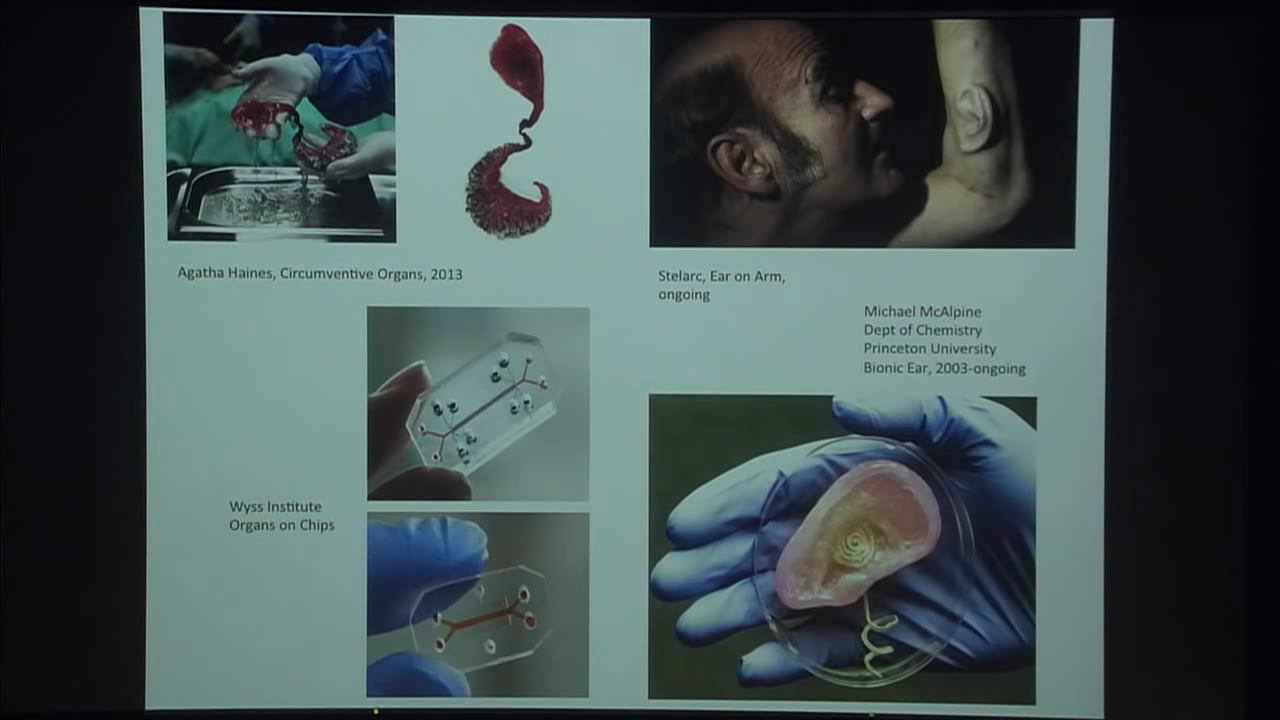 Agatha Haines, Circumventive Organs, 2013
Stelarc, Ear on Arm,
ongoing
Michael McAlpine
Dept of Chemistry
Princeton University
Bionic Ear, 2003-ongoing
Wyss Institute
Organs on Chips